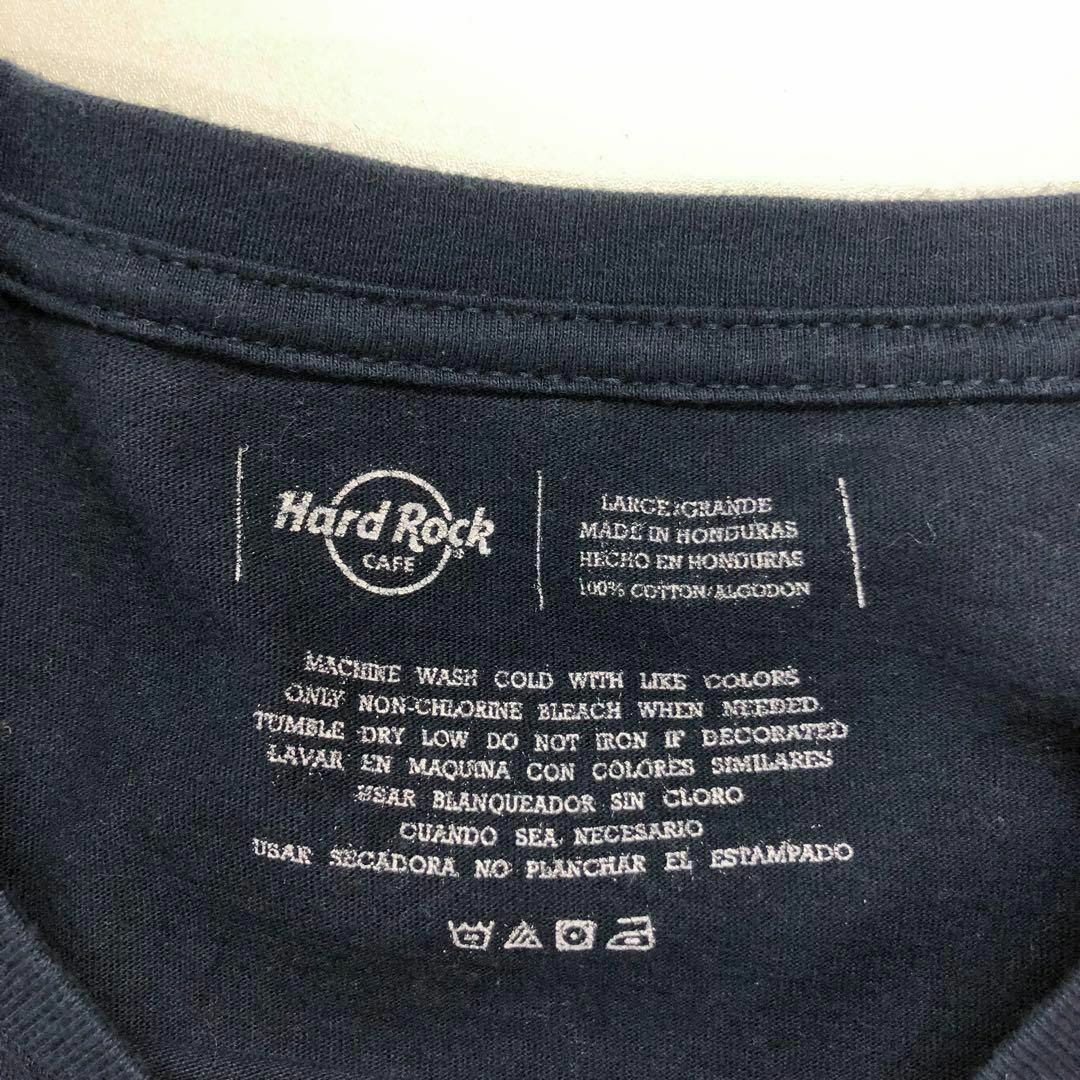 Hard Rock
CAFE
LARGE/GRANDE
MADE IN HONDURAS
HECHO EN HONDURAS
100% COTTON/ALGODON
MACHINE WASH COLD WITH LIKE COLORS
ONLY NON-CHLORINE BLEACH WHEN NEEDED
TUMBLE DRY LOW DO NOT IRON IF DECORATED
LAVAR EN MAQUINA CON COLORES SIMILARES
USAR BLANQUEADOR SIN CLORO
CUANDO SEA NECESARIO
USAR SECADORA NO PLANCHAR EL ESTAMPADO